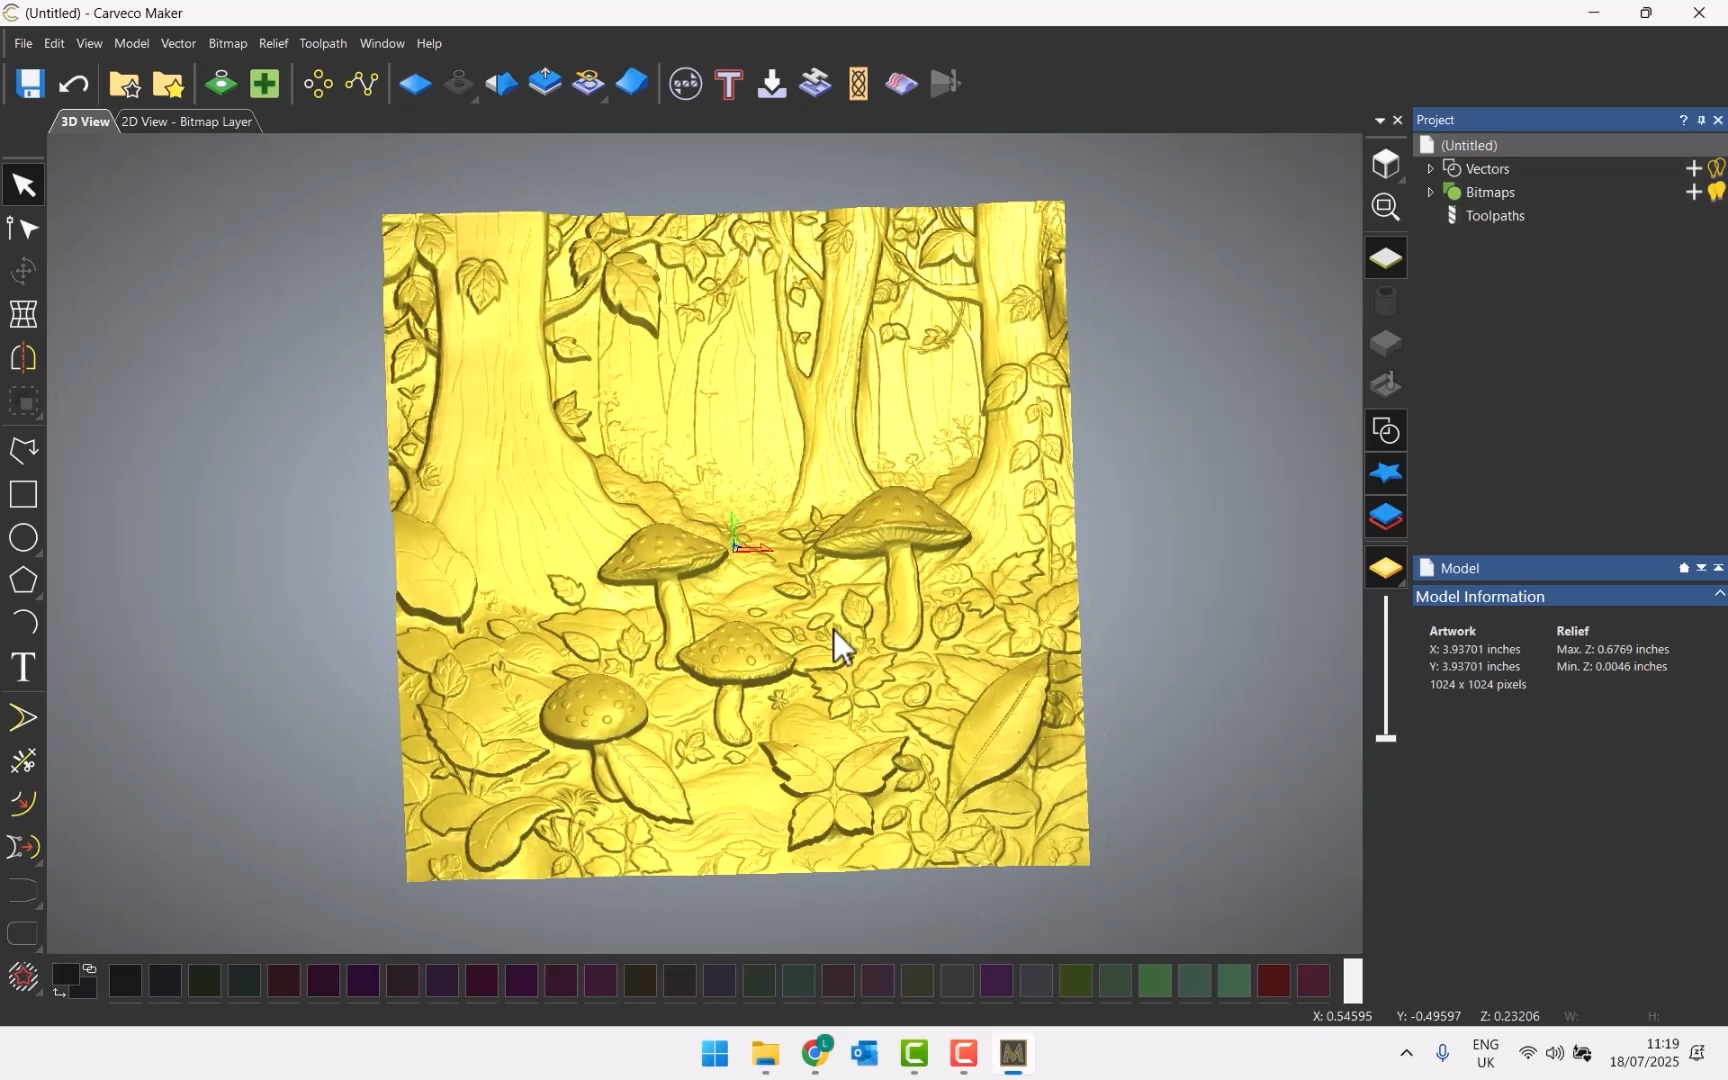 (Untitled) - Carveco Maker
File Edit View Model Vector Bitmap Relief Toolpath Window Help
3D View 2D View - Bitmap Layer
Project
(Untitled)
Vectors
Bitmaps
Toolpaths
Model
Model Information
Artwork Relief
X: 3.93701 inches Max. Z: 0.6769 inches
Y: 3.93701 inches Min. Z: 0.0046 inches
1024 x 1024 pixels
X: 0.54595 Y: -0.49597 Z: 0.23206 W: H:
ENG 11:19
UK 18/07/2025